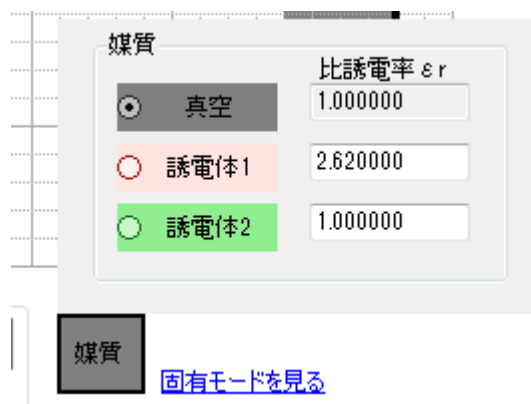 媒質
比誘電率 εr
真空 1.000000
誘電体1 2.620000
誘電体2 1.000000
媒質
固有モードを見る